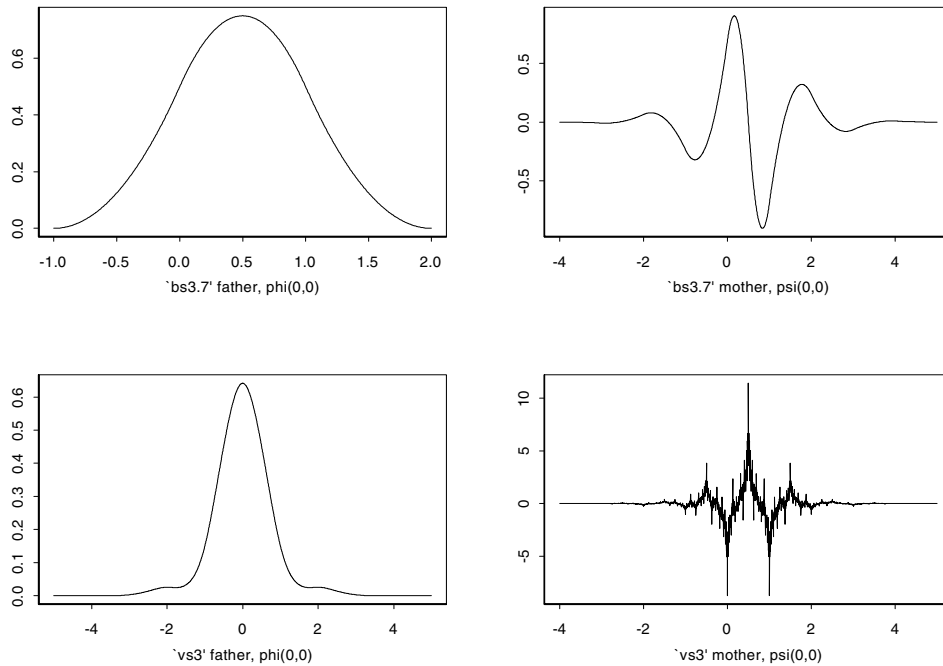 0.0 0.2 0.4 0.6
-1.0 -0.5 0.0 0.5 1.0 1.5 2.0
`bs3.7' father, phi(0,0)
-0.5 0.0 0.5
-4 -2 0 2 4
`bs3.7' mother, psi(0,0)
0.0 0.1 0.2 0.3 0.4 0.5 0.6
-4 -2 0 2 4
`vs3' father, phi(0,0)
-5 0 5 10
-4 -2 0 2 4
`vs3' mother, psi(0,0)